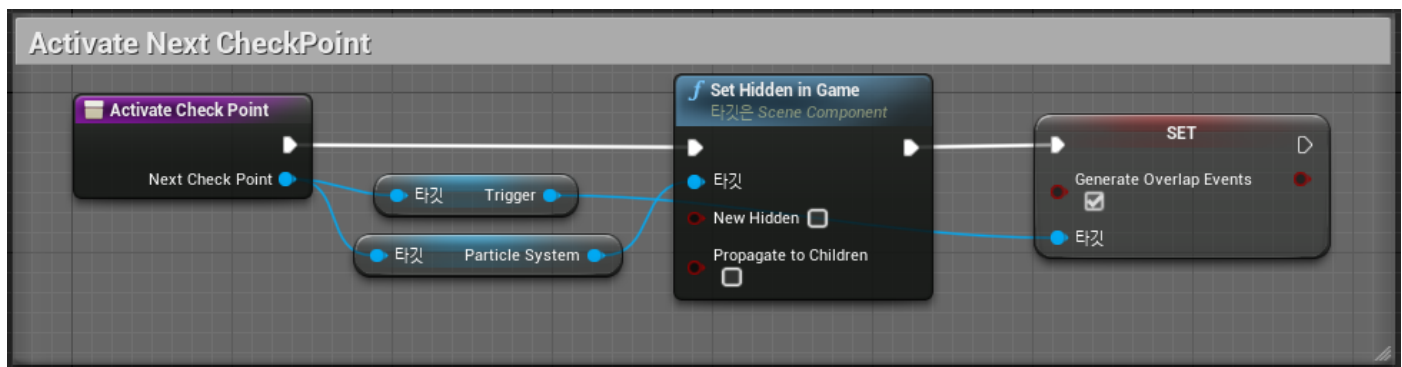 Activate Next CheckPoint
Activate Check Point
Next Check Point
타깃 Trigger
타깃 Particle System
f Set Hidden in Game
타깃은 Scene Component
타깃
New Hidden
Propagate to Children
SET
Generate Overlap Events
타깃